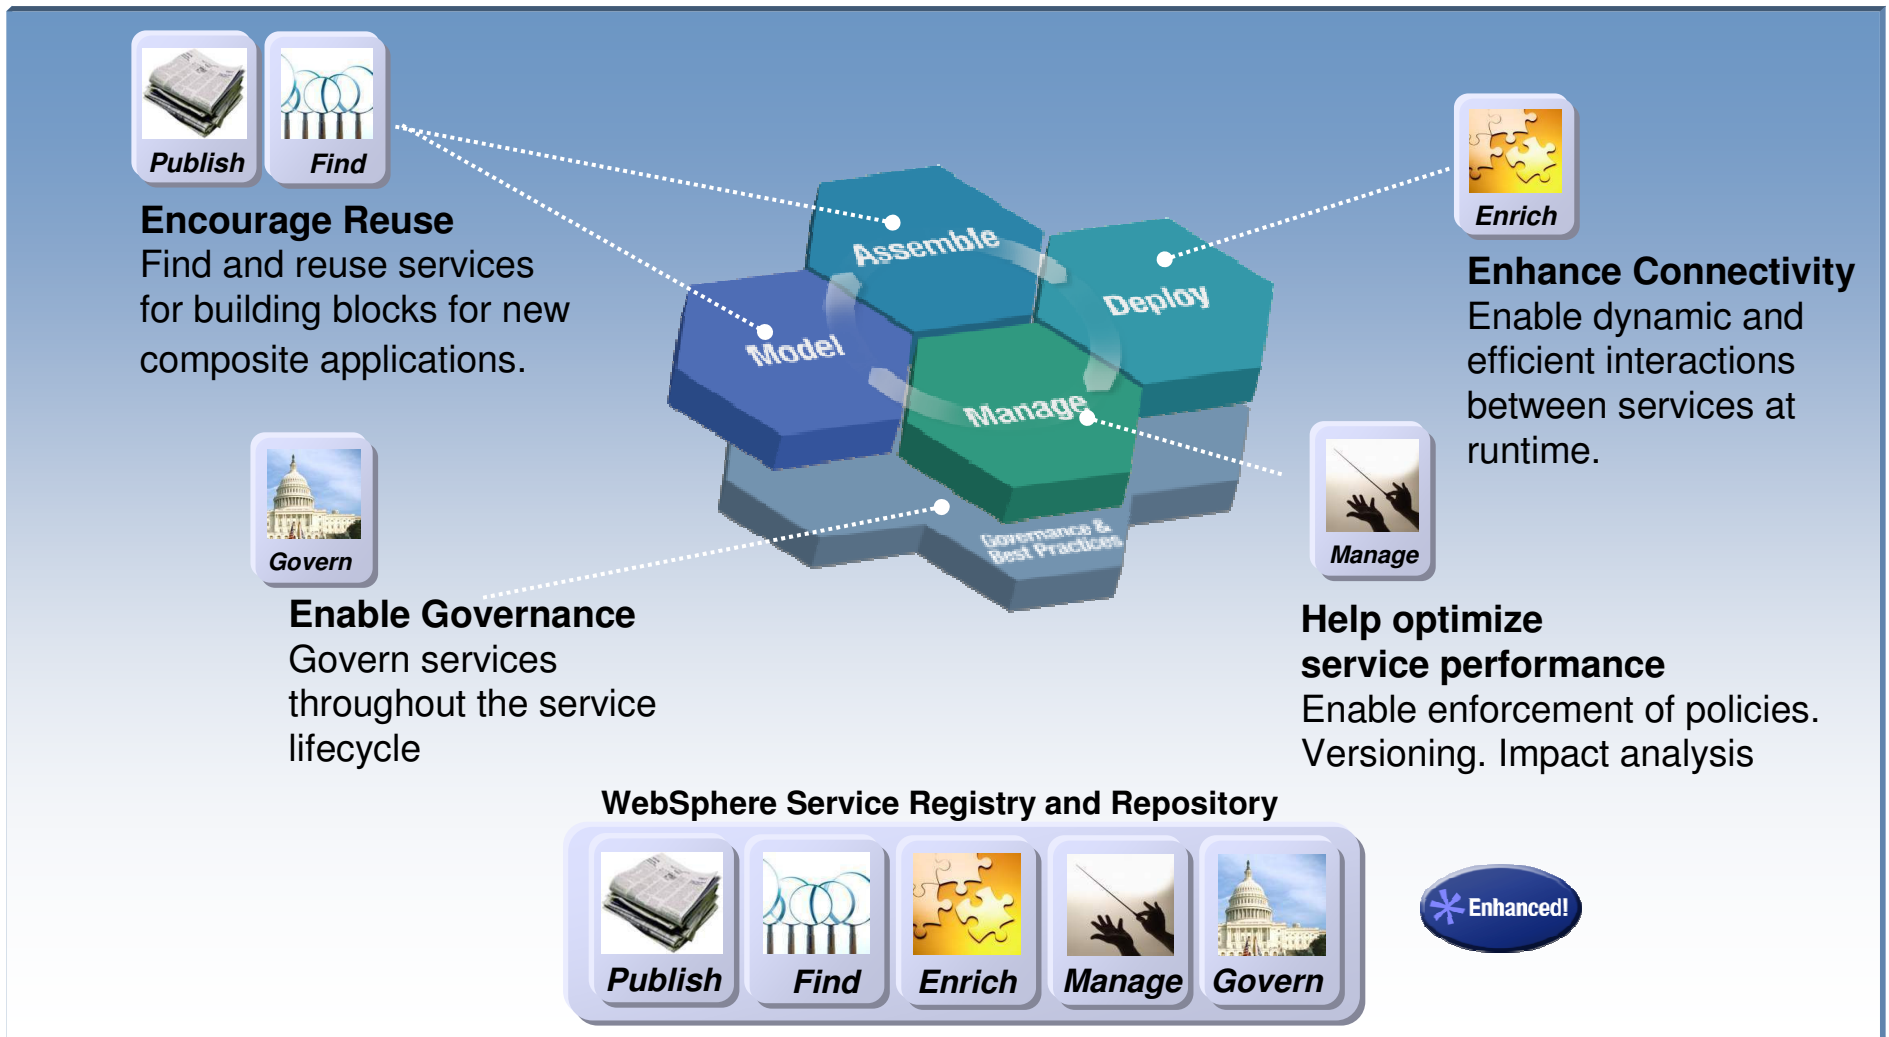 Publish
Find
Encourage Reuse
Find and reuse services
for building blocks for new
composite applications.
Assemble
Deploy
Model
Manage
Governance &
Best Practices
Enrich
Enhance Connectivity
Enable dynamic and
efficient interactions
between services at
runtime.
Govern
Enable Governance
Govern services
throughout the service
lifecycle
Manage
Help optimize
service performance
Enable enforcement of policies.
Versioning. Impact analysis
WebSphere Service Registry and Repository
Publish
Find
Enrich
Manage
Govern
Enhanced!